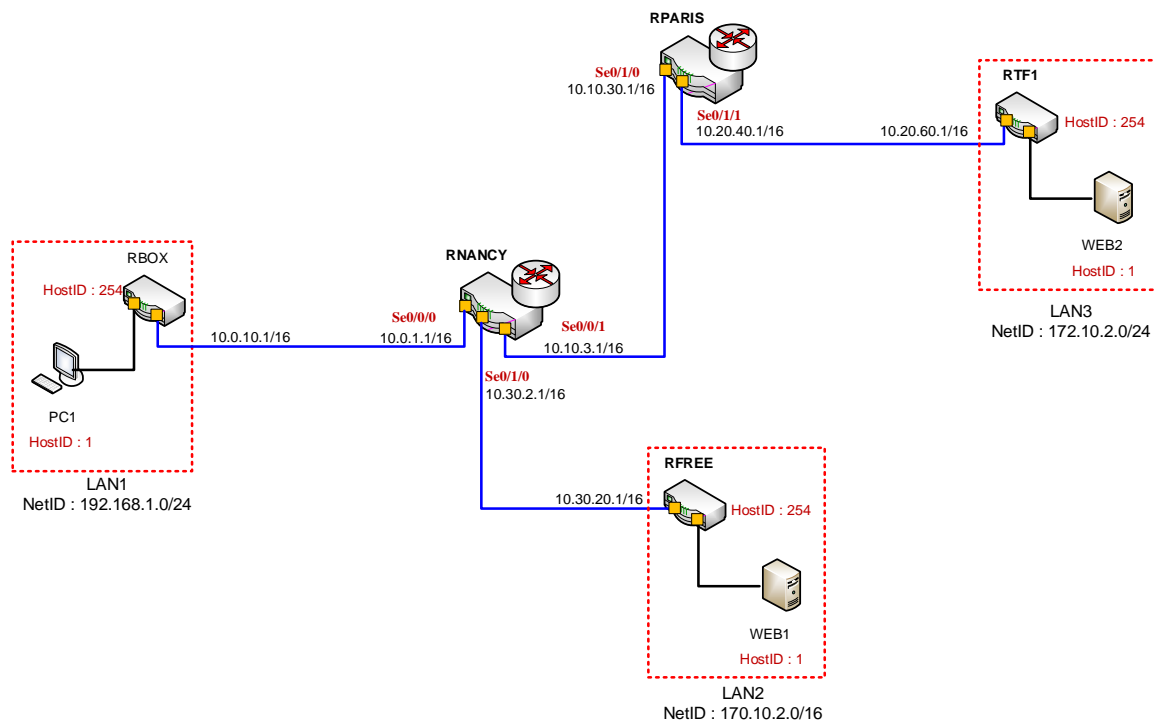 RPARIS
Se0/1/0
10.10.30.1/16
Se0/1/1
10.20.40.1/16
10.20.60.1/16
RTF1
HostID : 254
WEB2
HostID : 1
LAN3
NetID : 172.10.2.0/24
RBOX
HostID : 254
10.0.10.1/16
PC1
HostID : 1
LAN1
NetID : 192.168.1.0/24
RNANCY
Se0/0/0
10.0.1.1/16
Se0/0/1
10.10.3.1/16
Se0/1/0
10.30.2.1/16
RFREE
10.30.20.1/16
HostID : 254
WEB1
HostID : 1
LAN2
NetID : 170.10.2.0/16